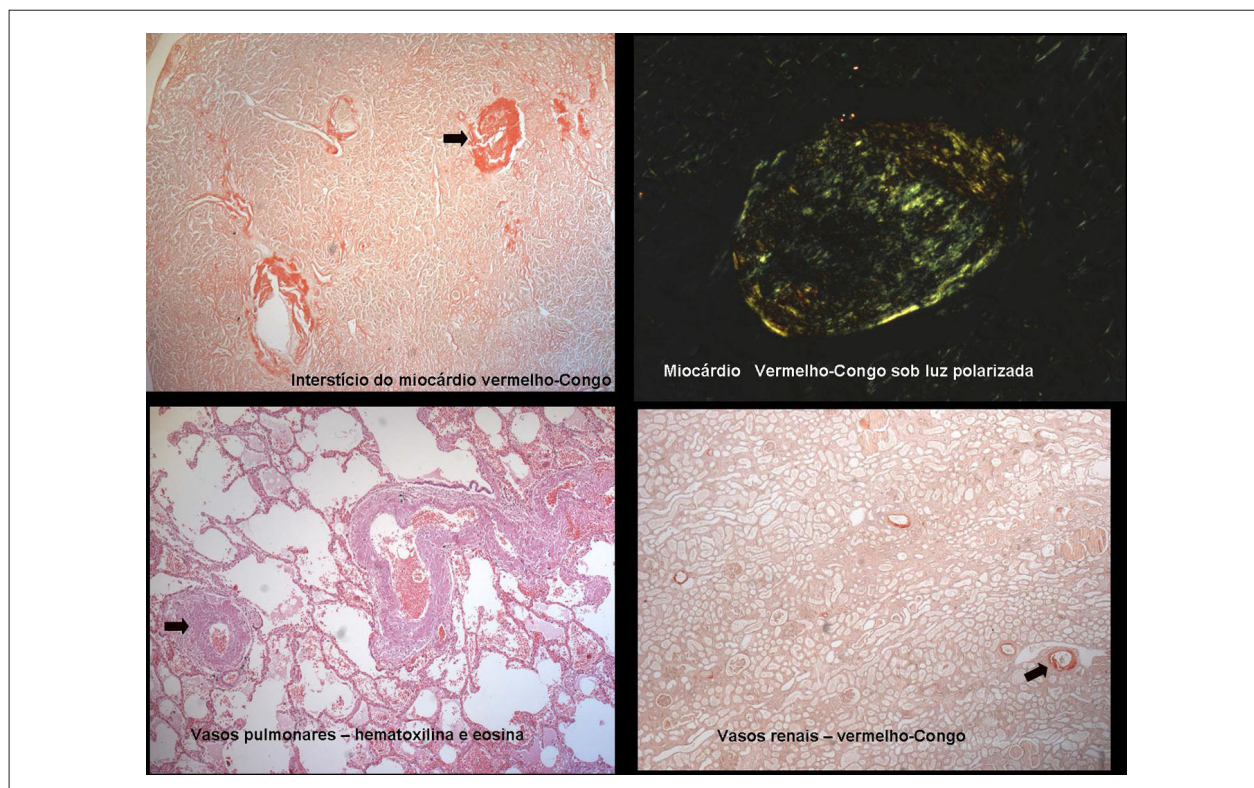 Interstício do miocárdio vermelho-Congo
Miocárdio Vermelho-Congo sob luz polarizada
Vasos pulmonares – hematoxilina e eosina
Vasos renais – vermelho-Congo